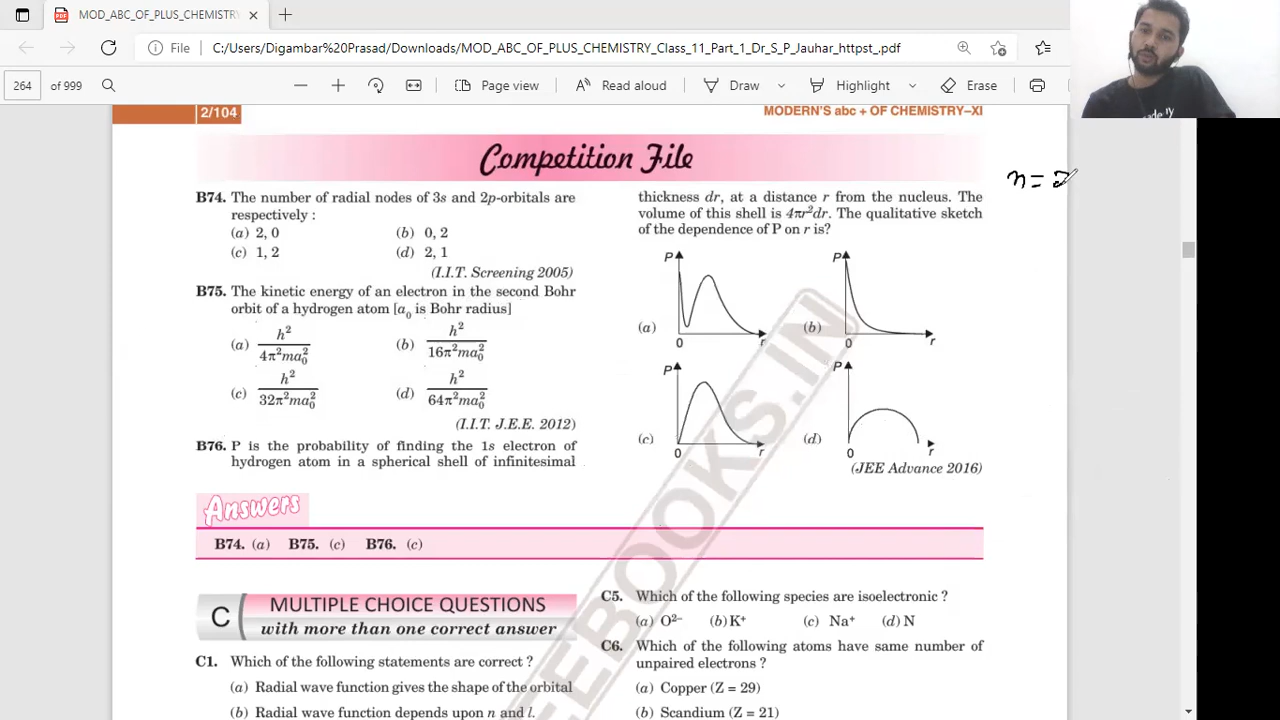 MOD_ABC_OF_PLUS_CHEMISTRY
File
C:/Users/Digambar%20Prasad/Downloads/MOD_ABC_OF_PLUS_CHEMISTRY_Class_11_Part_1_Dr_S_P_Jauhar_httpst_.pdf
264 of 999
Page view
Read aloud
Draw
Highlight
Erase
2/104
MODERN'S abc + OF CHEMISTRY–XI
Competition File
B74. The number of radial nodes of 3s and 2p-orbitals are
respectively :
(a) 2, 0 (b) 0, 2
(c) 1, 2 (d) 2, 1
(I.I.T. Screening 2005)
B75. The kinetic energy of an electron in the second Bohr
orbit of a hydrogen atom [a₀ is Bohr radius]
(a) h²/4π²ma₀² (b) h²/16π²ma₀²
(c) h²/32π²ma₀² (d) h²/64π²ma₀²
(I.I.T. J.E.E. 2012)
B76. P is the probability of finding the 1s electron of
hydrogen atom in a spherical shell of infinitesimal
thickness dr, at a distance r from the nucleus. The
volume of this shell is 4πr²dr. The qualitative sketch
of the dependence of P on r is?
P P
(a) (b)
0 r 0 r
P P
(c) (d)
0 r 0 r
(JEE Advance 2016)
n = 2
Answers
B74. (a) B75. (c) B76. (c)
C MULTIPLE CHOICE QUESTIONS
with more than one correct answer
C1. Which of the following statements are correct ?
(a) Radial wave function gives the shape of the orbital
(b) Radial wave function depends upon n and l.
C5. Which of the following species are isoelectronic ?
(a) O²⁻ (b) K⁺ (c) Na⁺ (d) N
C6. Which of the following atoms have same number of
unpaired electrons ?
(a) Copper (Z = 29)
(b) Scandium (Z = 21)